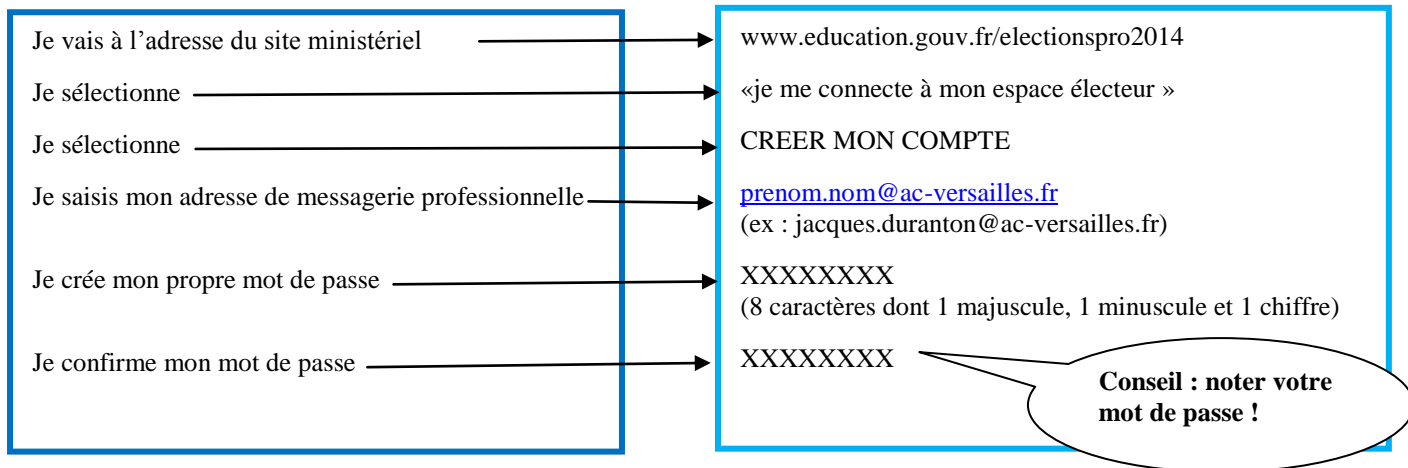 Je vais à l’adresse du site ministériel
www.education.gouv.fr/electionspro2014
Je sélectionne
«je me connecte à mon espace électeur »
Je sélectionne
CREER MON COMPTE
Je saisis mon adresse de messagerie professionnelle
prenom.nom@ac-versailles.fr
(ex : jacques.duranton@ac-versailles.fr)
Je crée mon propre mot de passe
XXXXXXXX
(8 caractères dont 1 majuscule, 1 minuscule et 1 chiffre)
Je confirme mon mot de passe
XXXXXXXX
Conseil : noter votre
mot de passe !